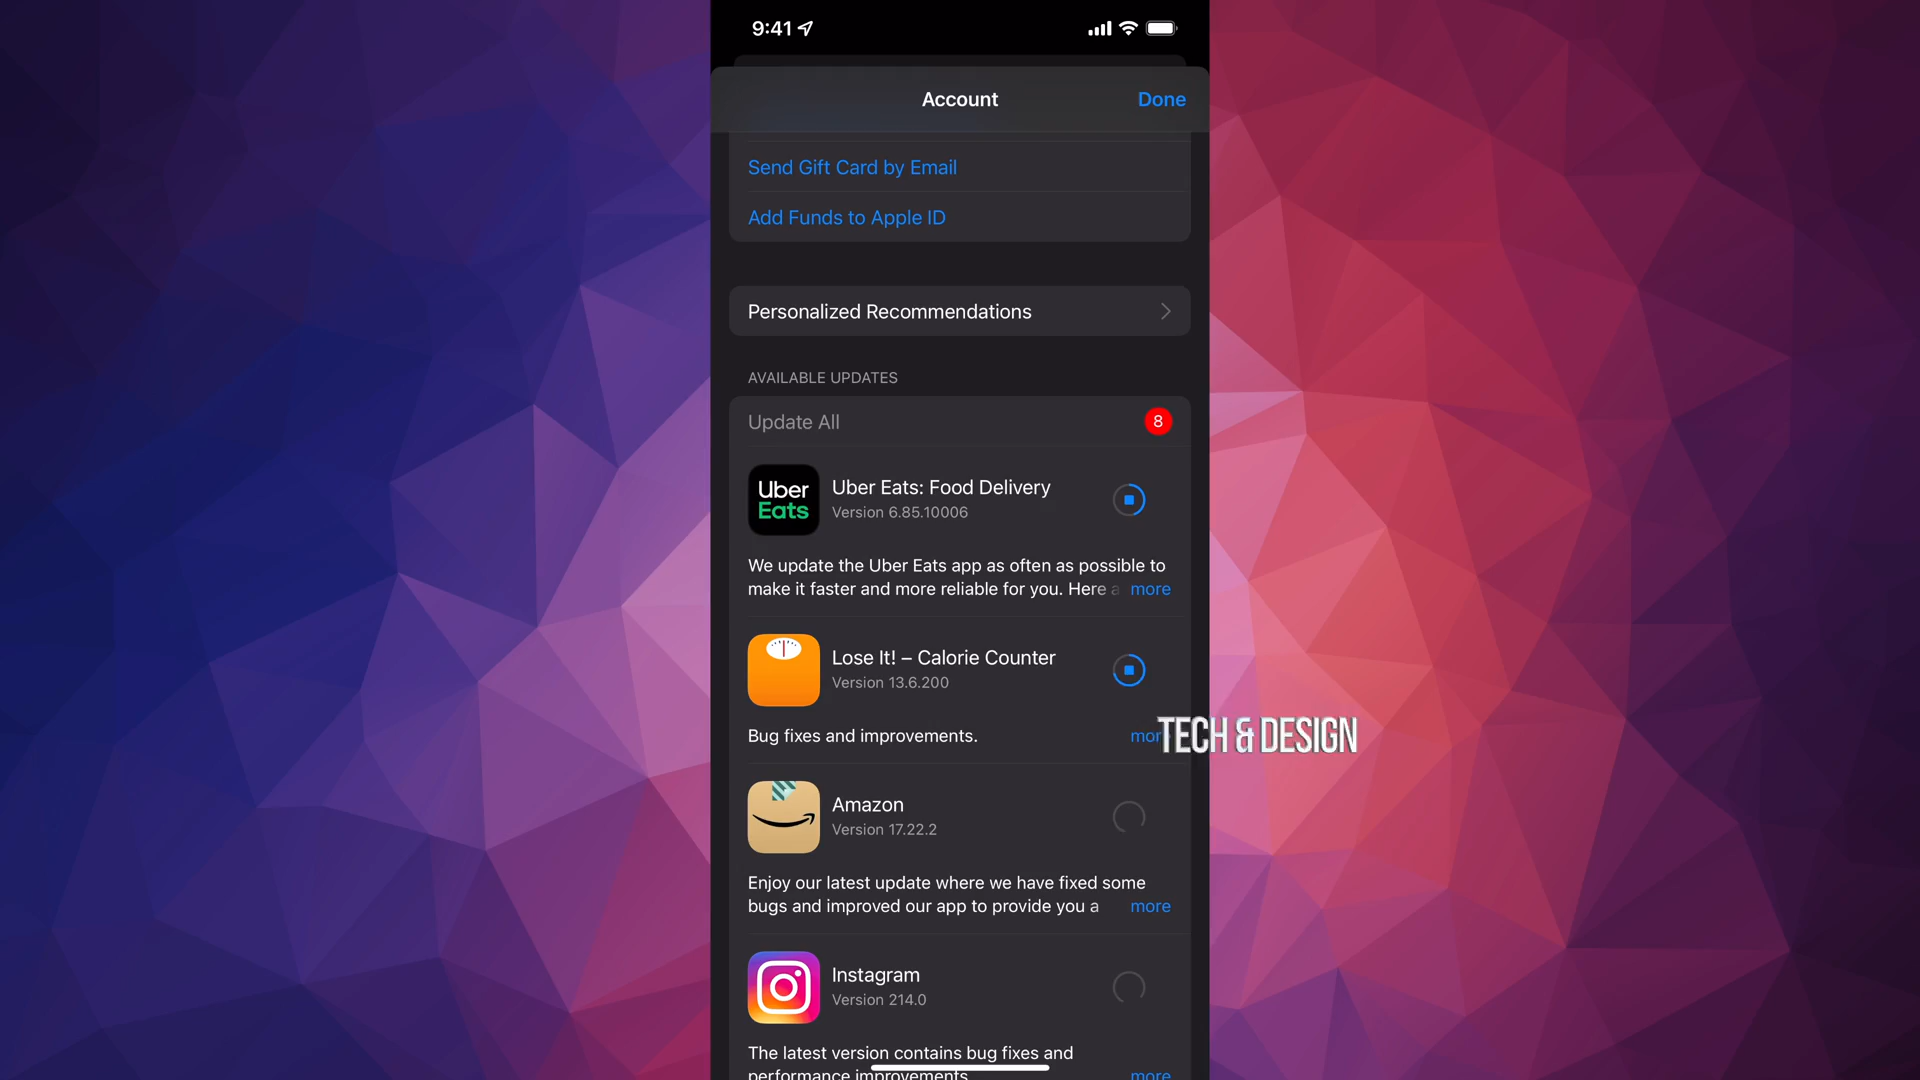 9:41
Account
Done
Send Gift Card by Email
Add Funds to Apple ID
Personalized Recommendations
AVAILABLE UPDATES
Update All
8
Uber Eats
Uber Eats: Food Delivery
Version 6.85.10006
We update the Uber Eats app as often as possible to
make it faster and more reliable for you. Here a more
Lose It! – Calorie Counter
Version 13.6.200
Bug fixes and improvements.
mor
TECH & DESIGN
Amazon
Version 17.22.2
Enjoy our latest update where we have fixed some
bugs and improved our app to provide you a more
Instagram
Version 214.0
The latest version contains bug fixes and
performance improvements. more